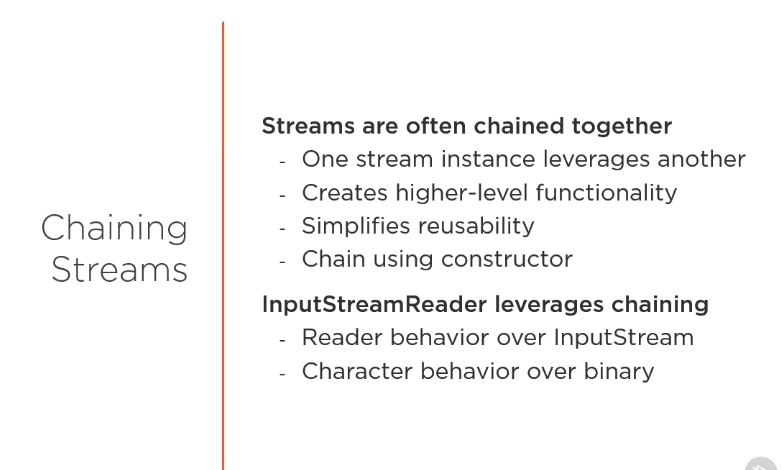 Chaining
Streams
Streams are often chained together
- One stream instance leverages another
- Creates higher-level functionality
- Simplifies reusability
- Chain using constructor
InputStreamReader leverages chaining
- Reader behavior over InputStream
- Character behavior over binary